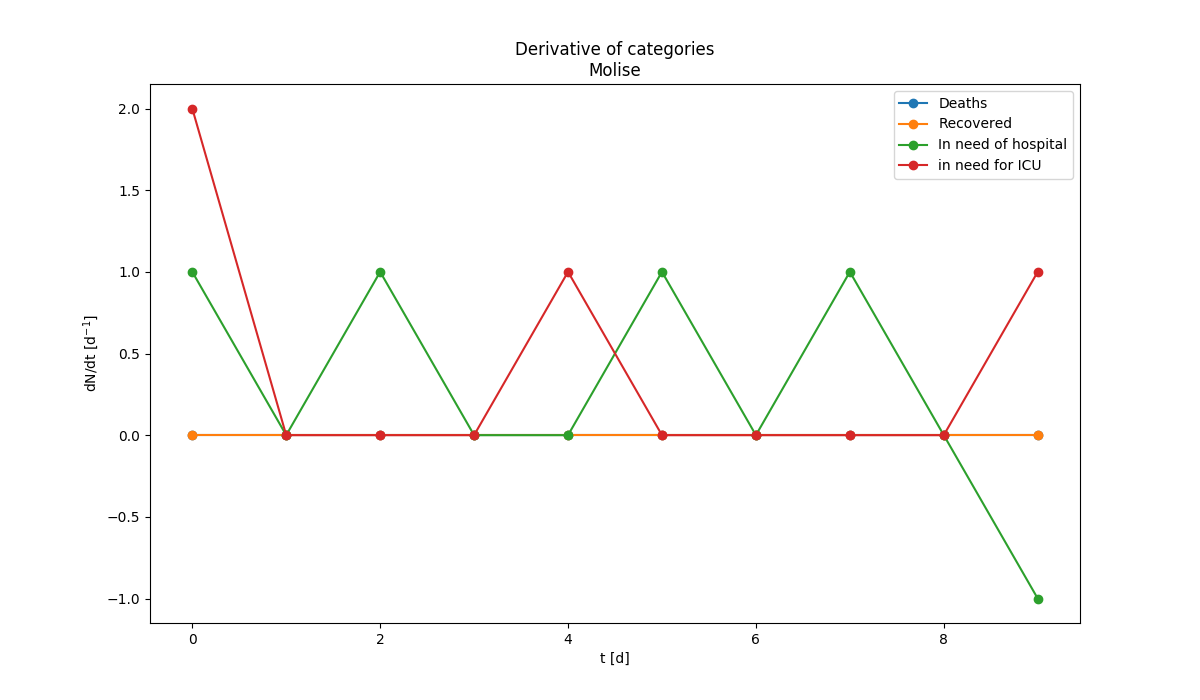 Derivative of categories
Molise
Deaths
Recovered
In need of hospital
in need for ICU
2.0
1.5
1.0
0.5
0.0
−0.5
−1.0
dN/dt [d⁻¹]
0 2 4 6 8
t [d]